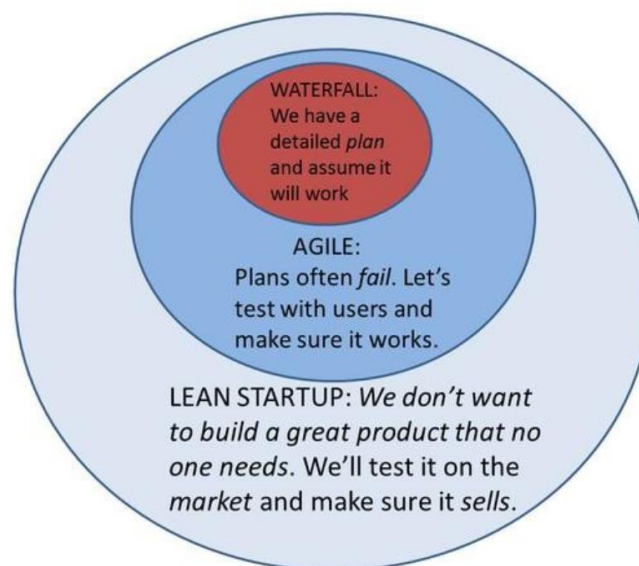 WATERFALL:
We have a
detailed plan
and assume it
will work
AGILE:
Plans often fail. Let's
test with users and
make sure it works.
LEAN STARTUP: We don't want
to build a great product that no
one needs. We'll test it on the
market and make sure it sells.